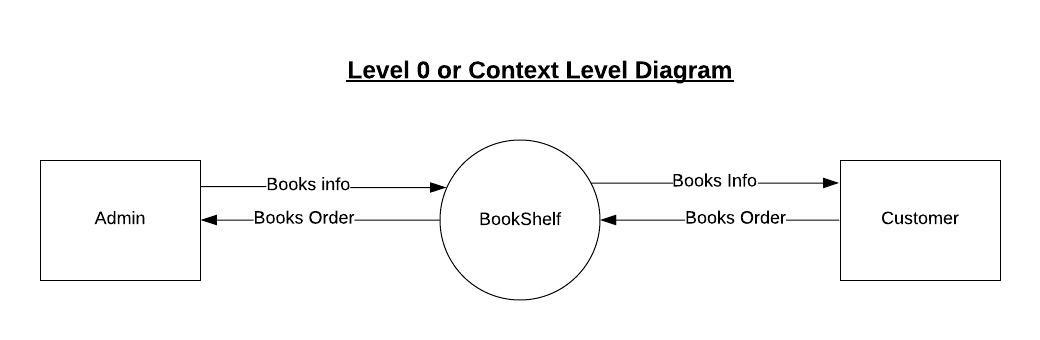 Level 0 or Context Level Diagram
Books info
Books Info
Admin
Books Order
BookShelf
Books Order
Customer